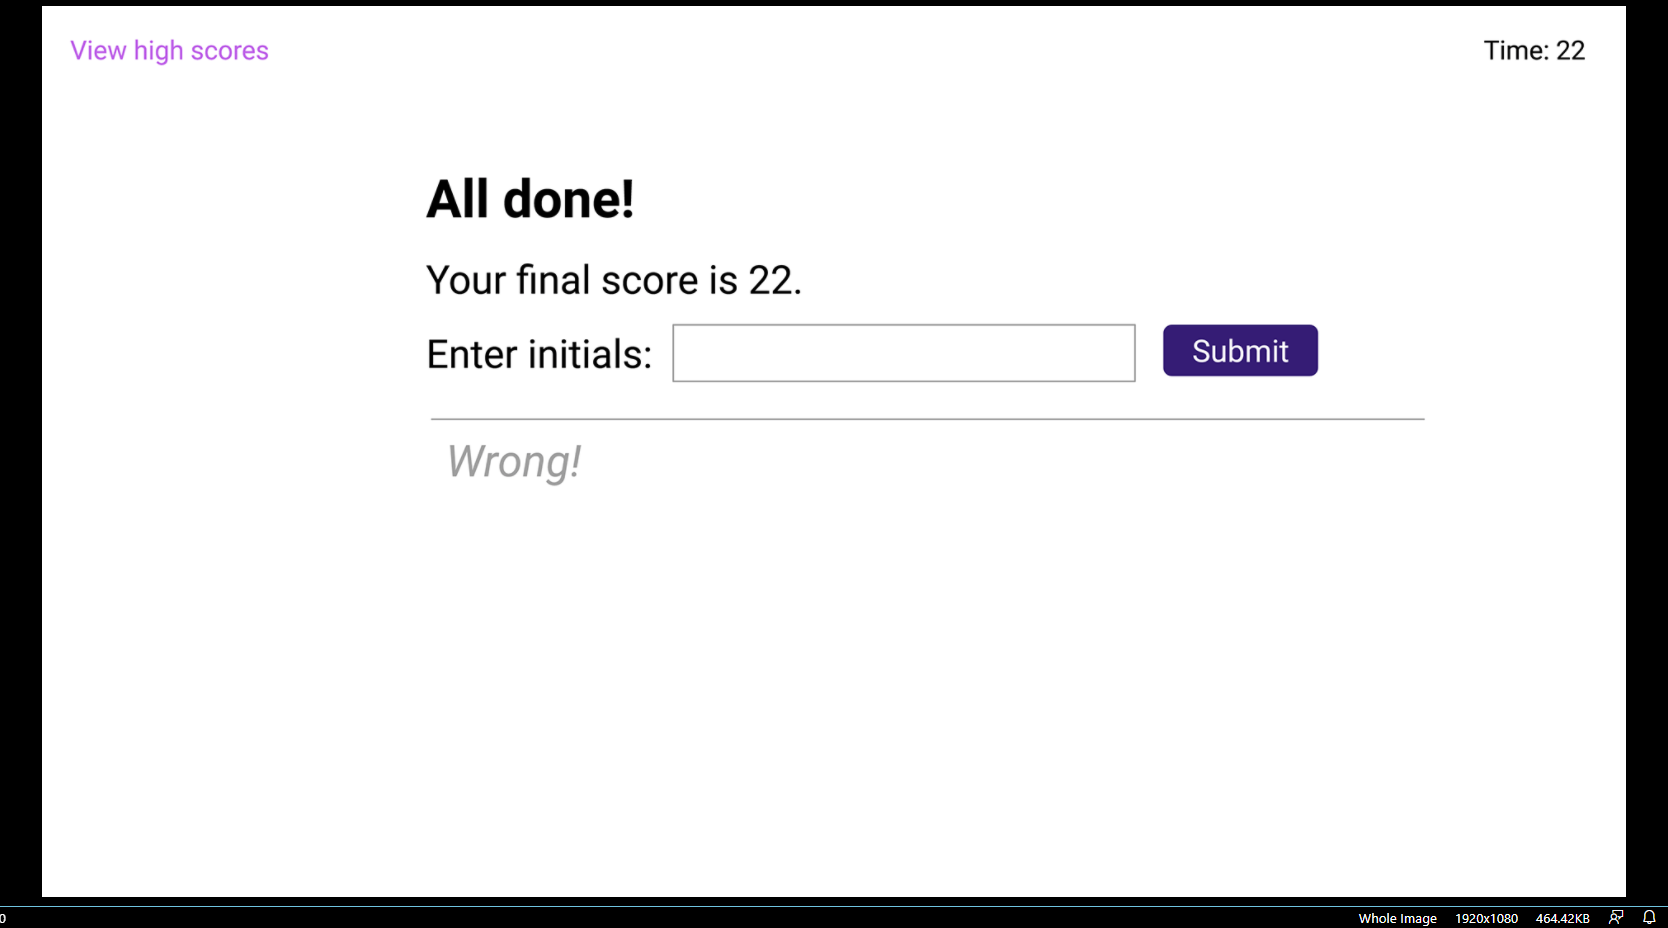 View high scores
Time: 22
All done!
Your final score is 22.
Enter initials:
Submit
Wrong!
0
Whole Image
1920x1080
464.42KB